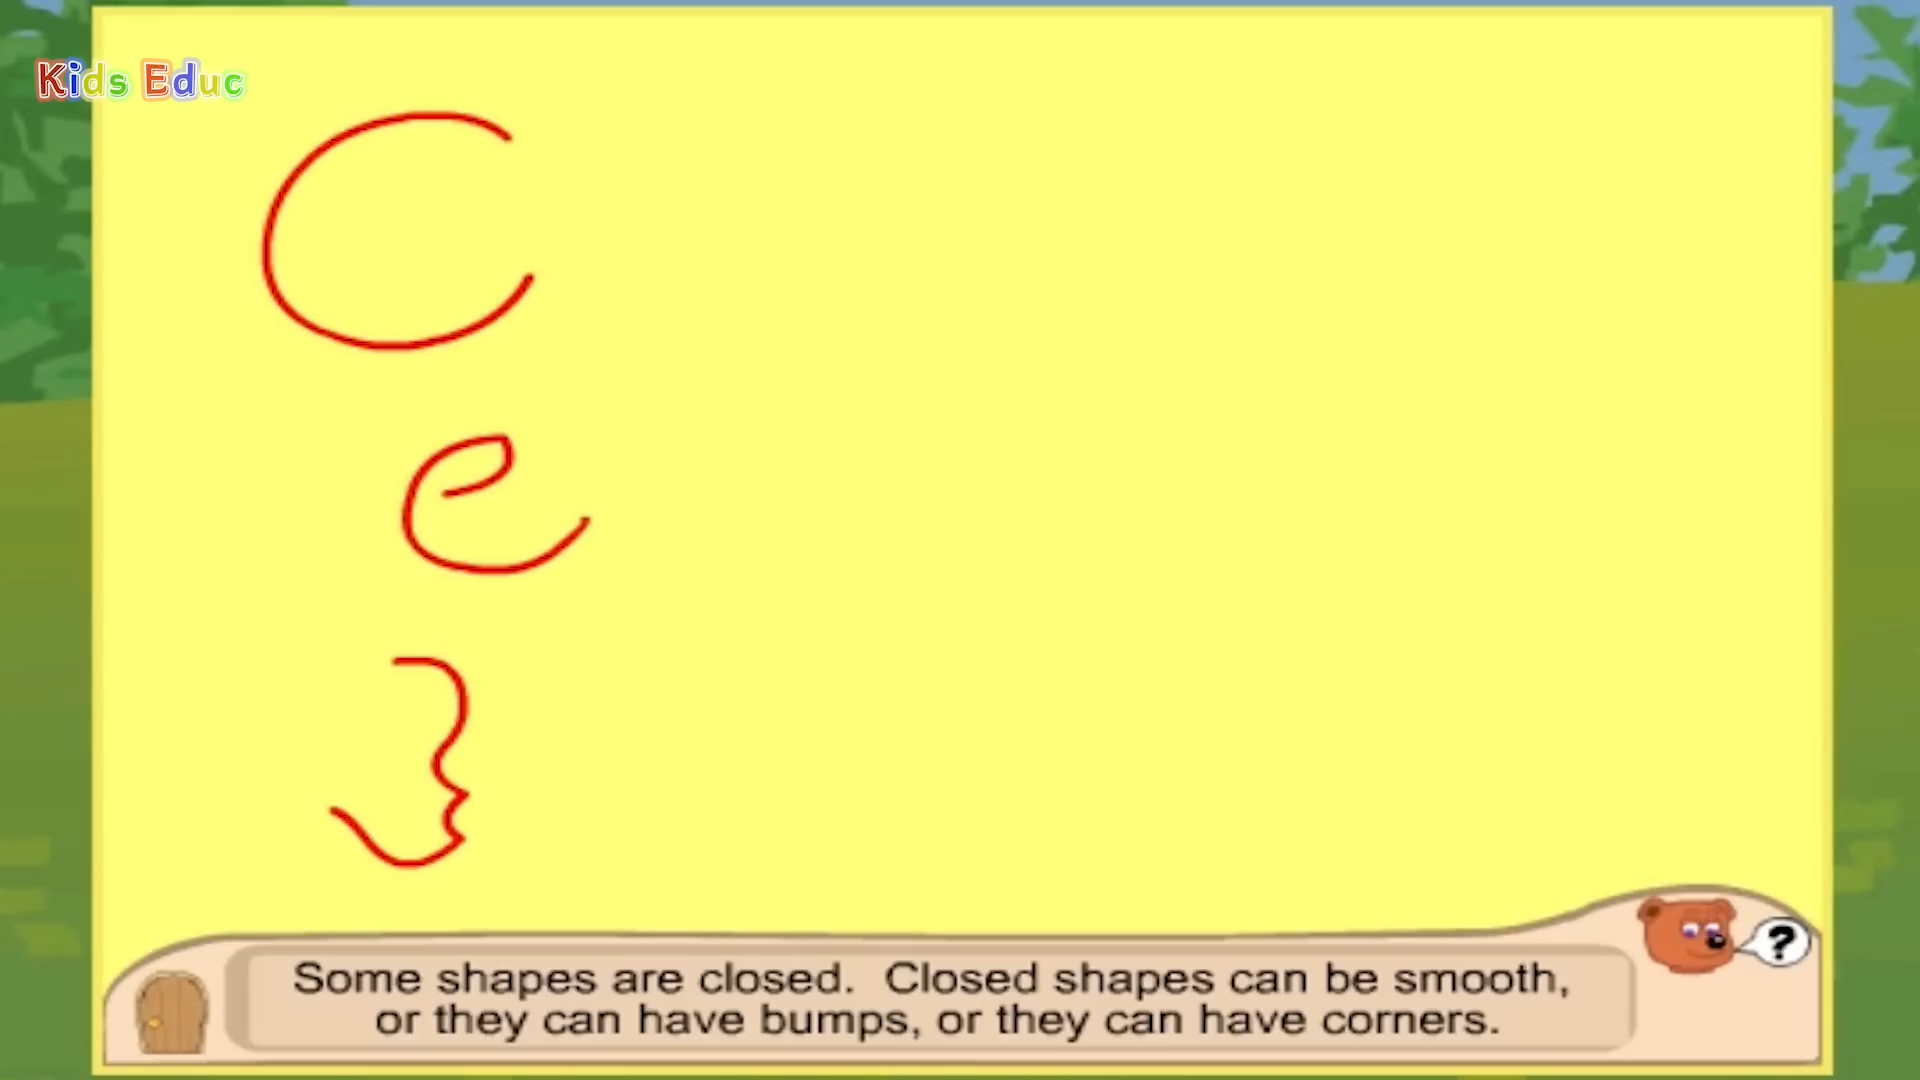 Kids Educ
Some shapes are closed. Closed shapes can be smooth,
or they can have bumps, or they can have corners.
?